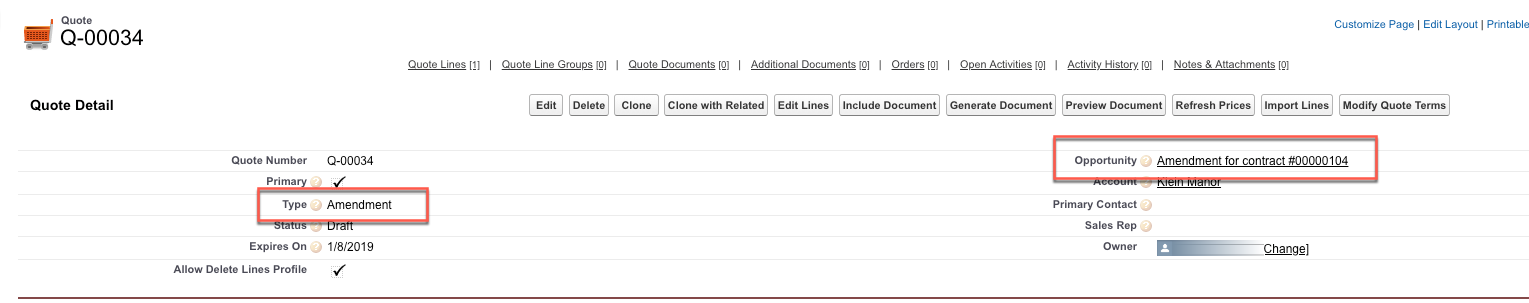 Quote
Q-00034
Customize Page | Edit Layout | Printable
Quote Lines [1] | Quote Line Groups [0] | Quote Documents [0] | Additional Documents [0] | Orders [0] | Open Activities [0] | Activity History [0] | Notes & Attachments [0]
Quote Detail
Edit Delete Clone Clone with Related Edit Lines Include Document Generate Document Preview Document Refresh Prices Import Lines Modify Quote Terms
Quote Number Q-00034 Opportunity ? Amendment for contract #00000104
Primary ? Account ? Klein Manor
Type ? Amendment Primary Contact ?
Status ? Draft Sales Rep ?
Expires On ? 1/8/2019 Owner Change]
Allow Delete Lines Profile